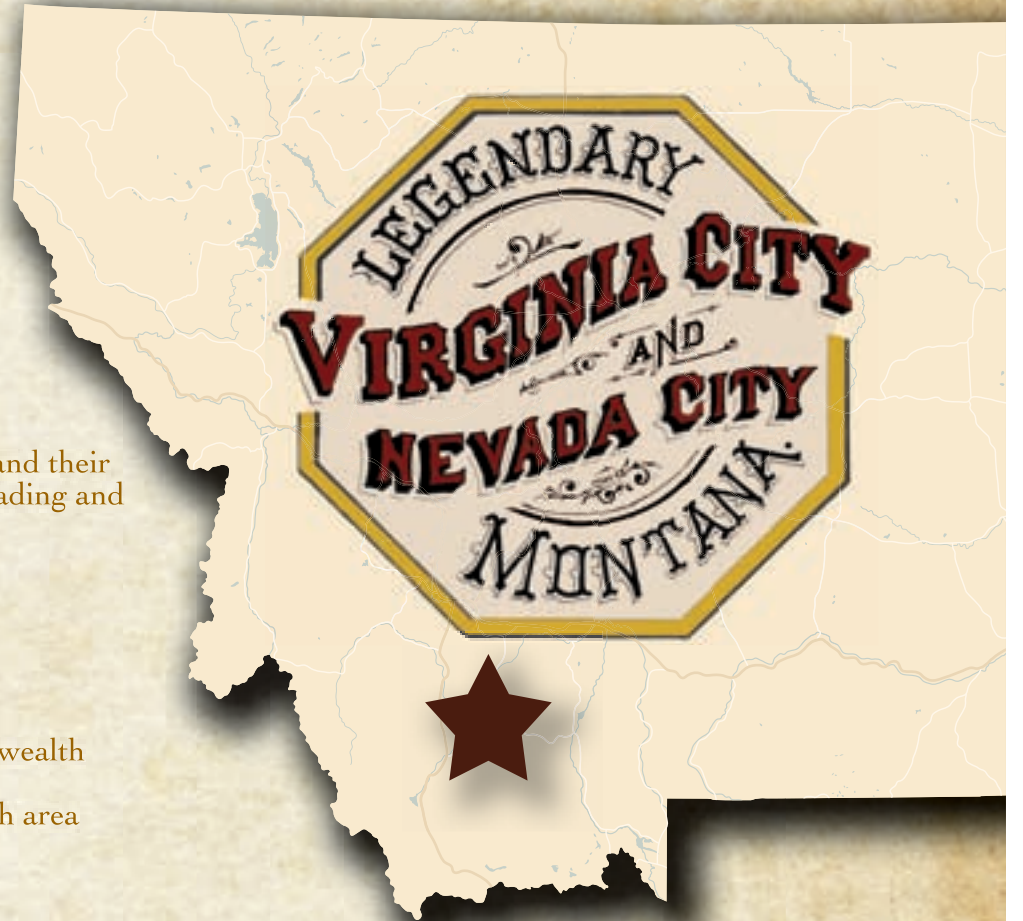 LEGENDARY
VIRGINIA CITY
AND
NEVADA CITY
MONTANA.
and their
ading and
wealth
h area